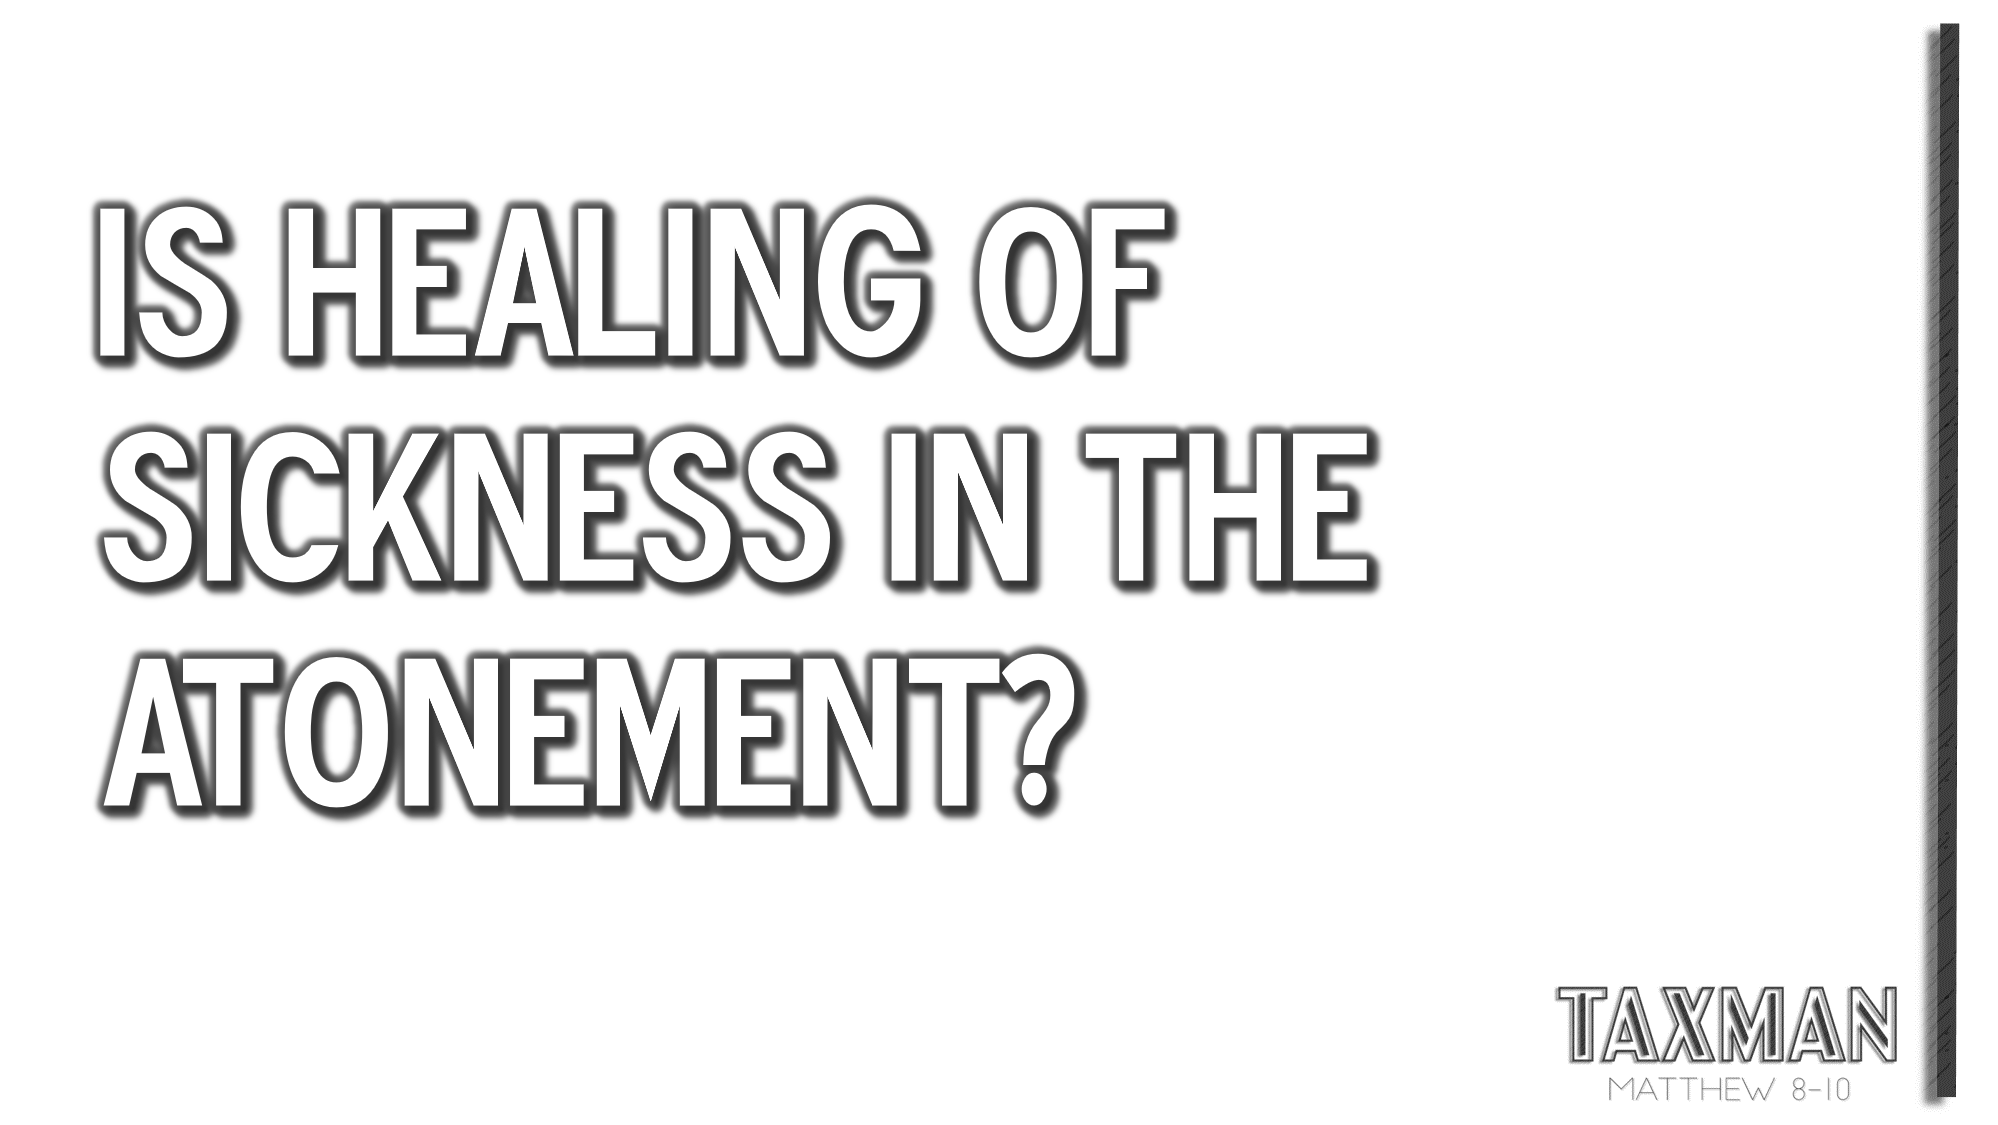 IS HEALING OF
SICKNESS IN THE
ATONEMENT?
TAXMAN
MATTHEW 8-10